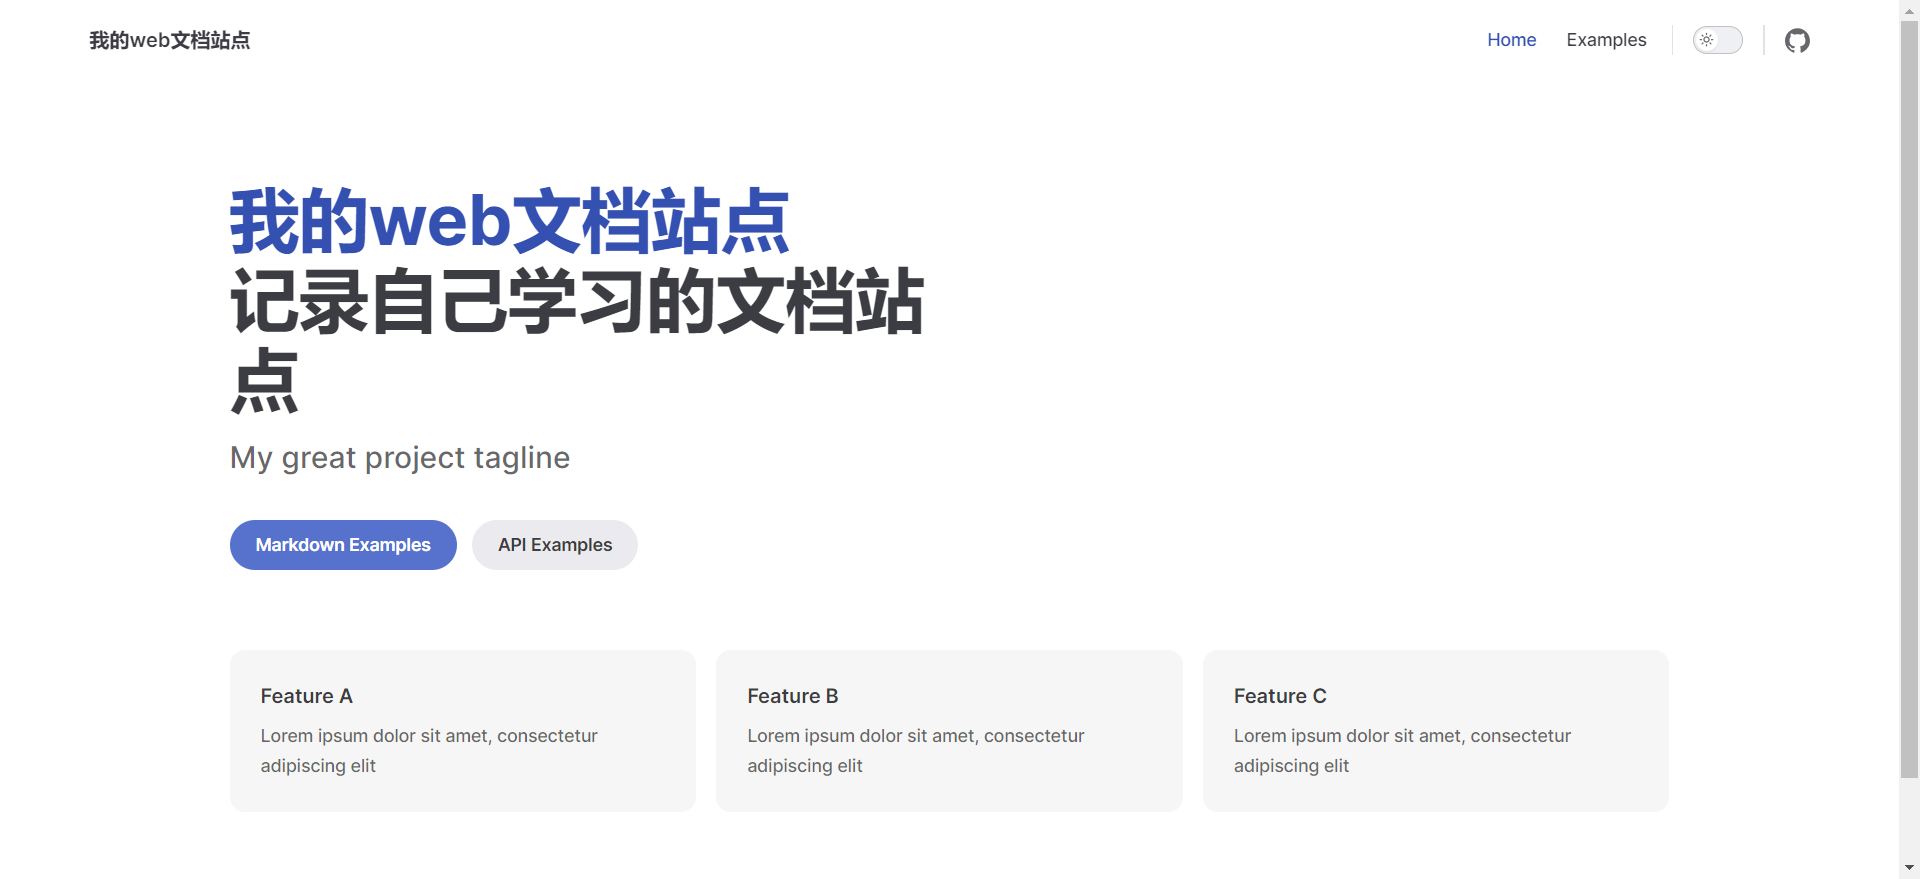 我的web文档站点
Home
Examples
我的web文档站点
记录自己学习的文档站
点
My great project tagline
Markdown Examples
API Examples
Feature A
Lorem ipsum dolor sit amet, consectetur
adipiscing elit
Feature B
Lorem ipsum dolor sit amet, consectetur
adipiscing elit
Feature C
Lorem ipsum dolor sit amet, consectetur
adipiscing elit